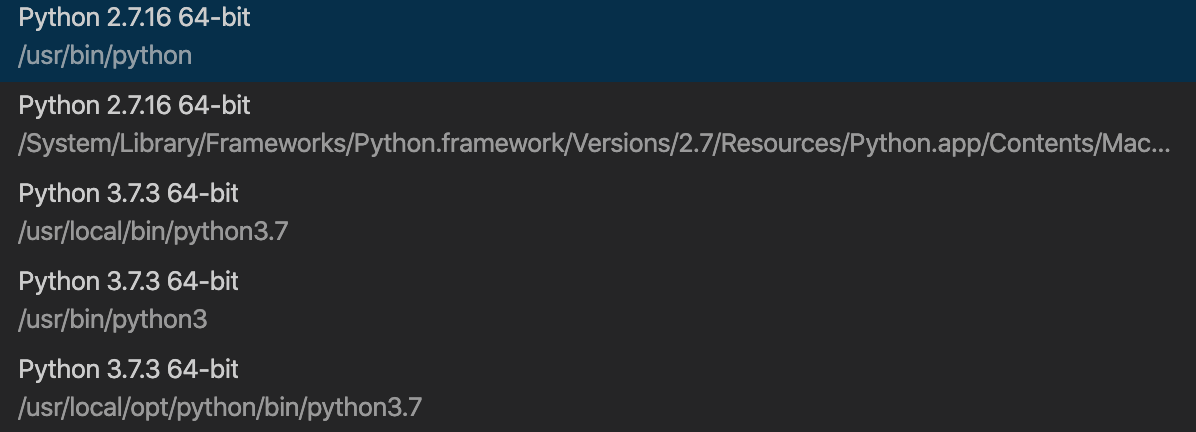 Python 2.7.16 64-bit
/usr/bin/python
Python 2.7.16 64-bit
/System/Library/Frameworks/Python.framework/Versions/2.7/Resources/Python.app/Contents/Mac...
Python 3.7.3 64-bit
/usr/local/bin/python3.7
Python 3.7.3 64-bit
/usr/bin/python3
Python 3.7.3 64-bit
/usr/local/opt/python/bin/python3.7